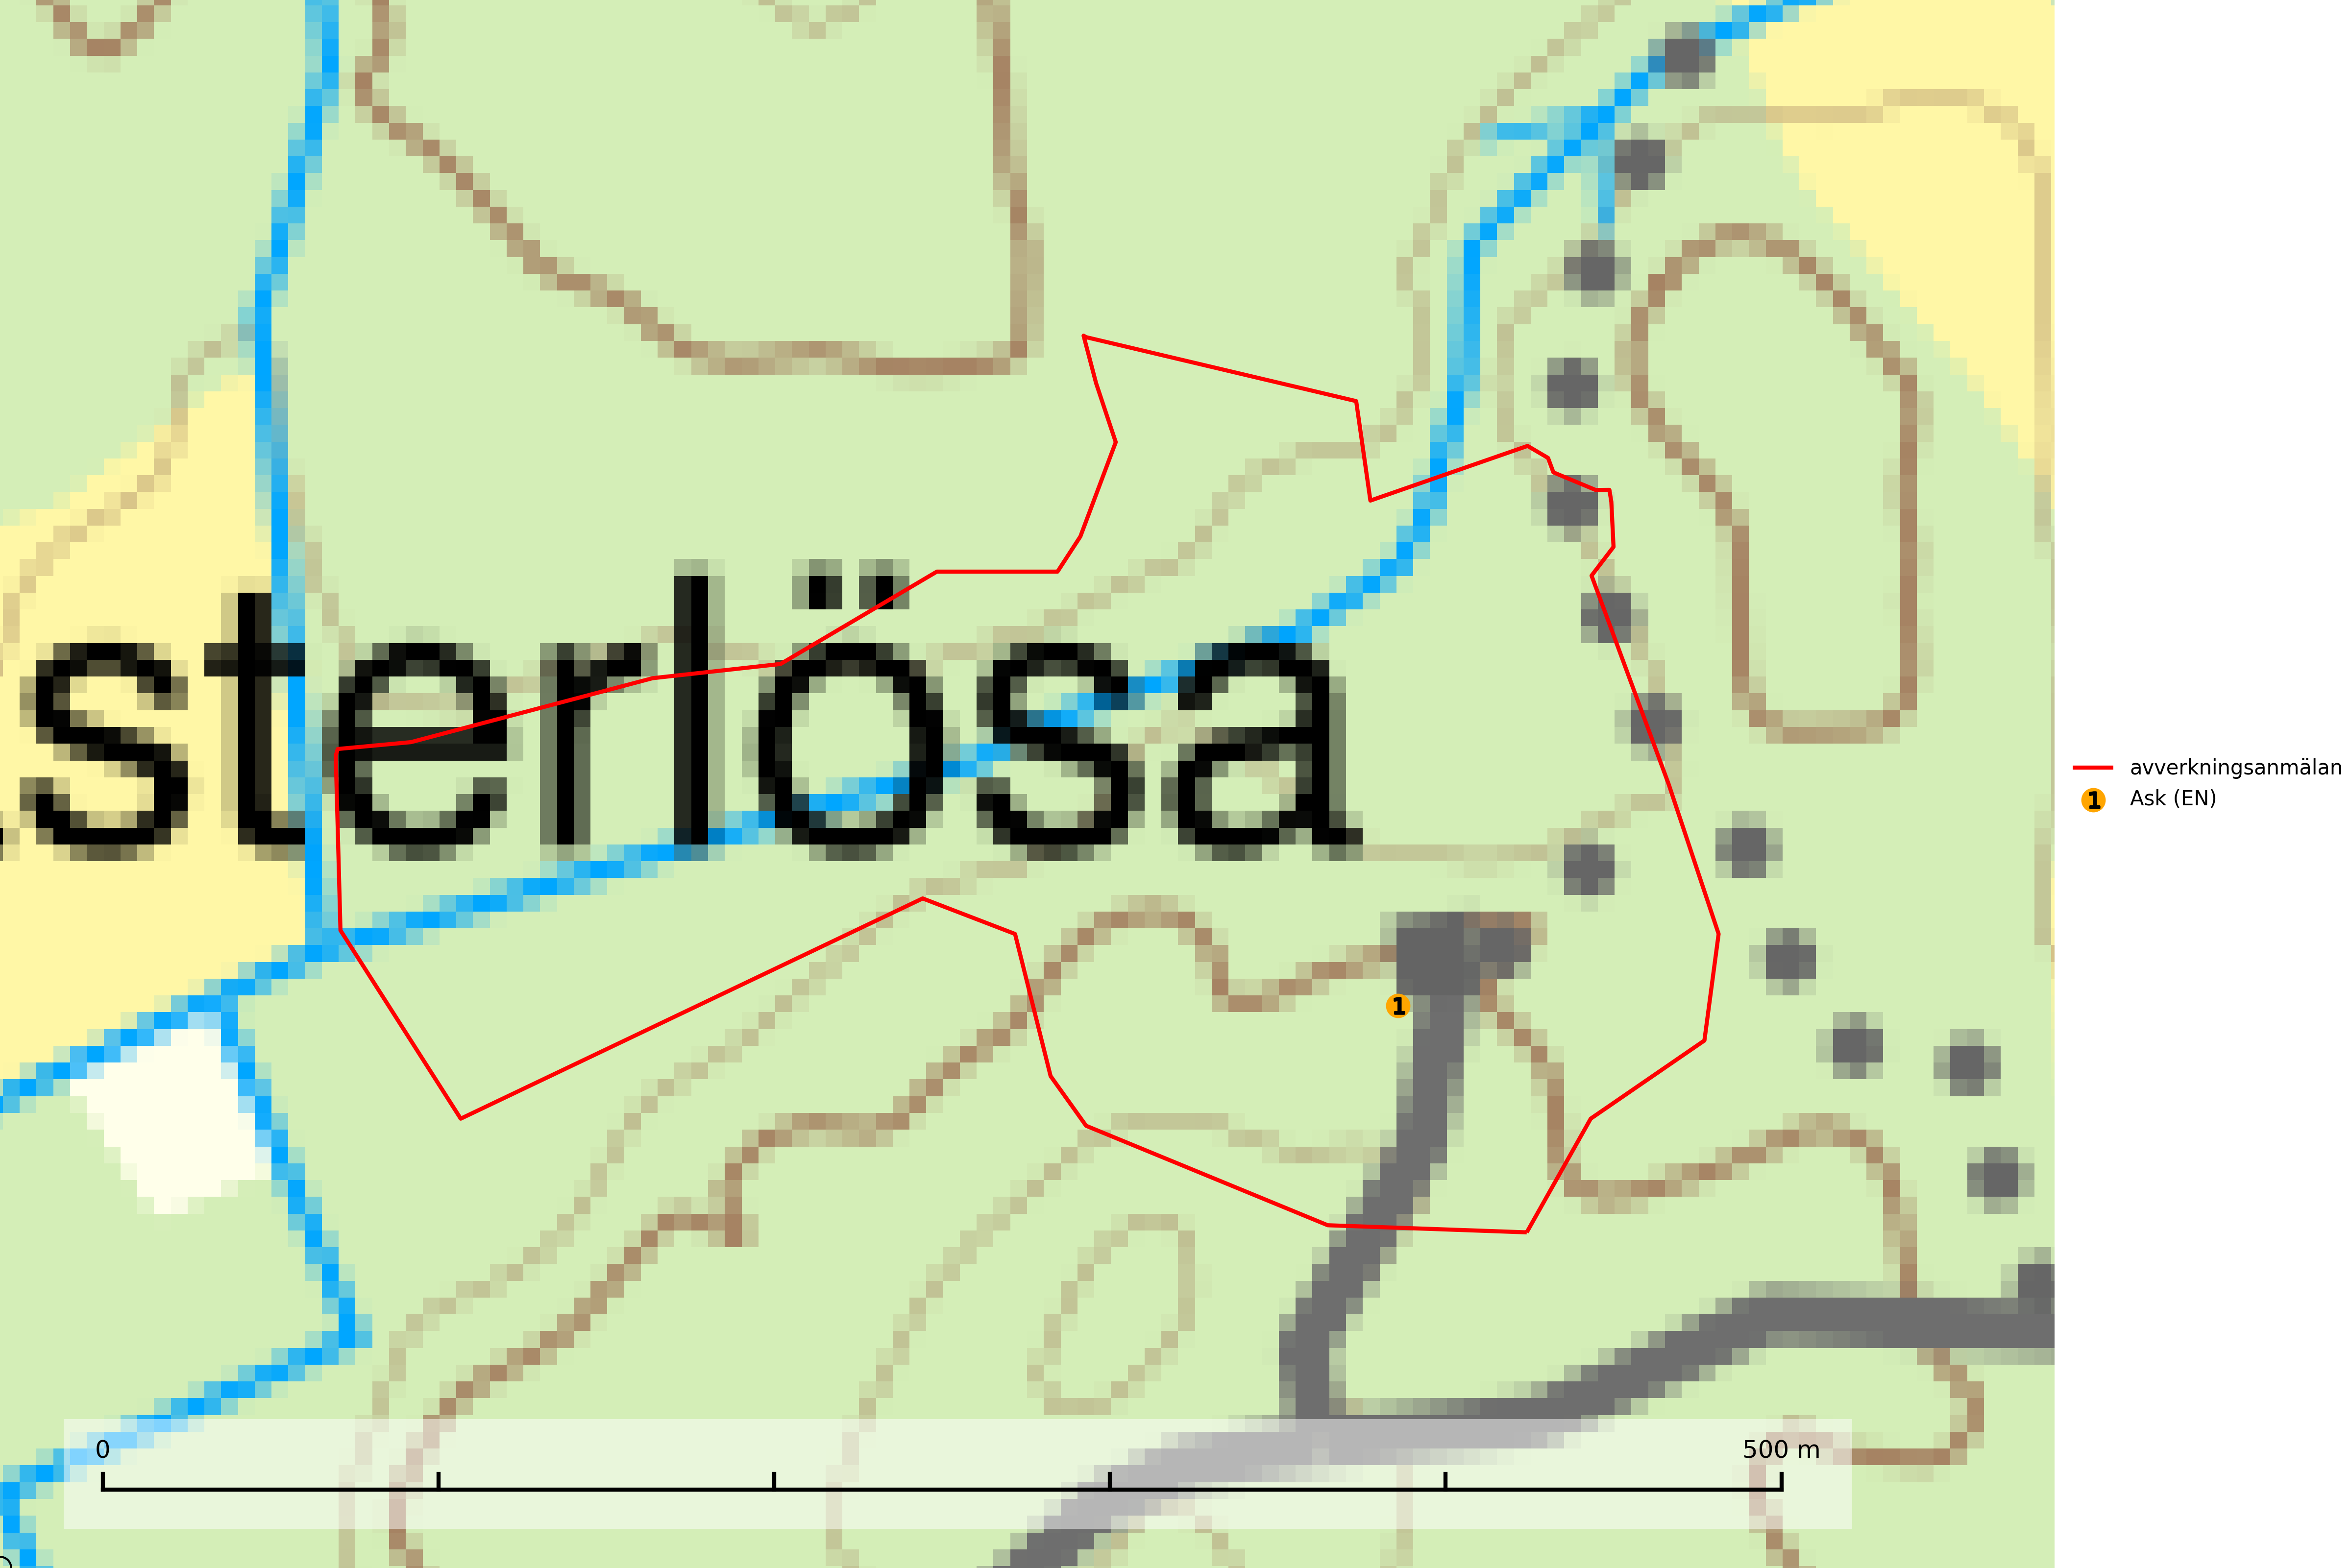 sterlösa
1
avverkningsanmälan
1 Ask (EN)
0 500 m